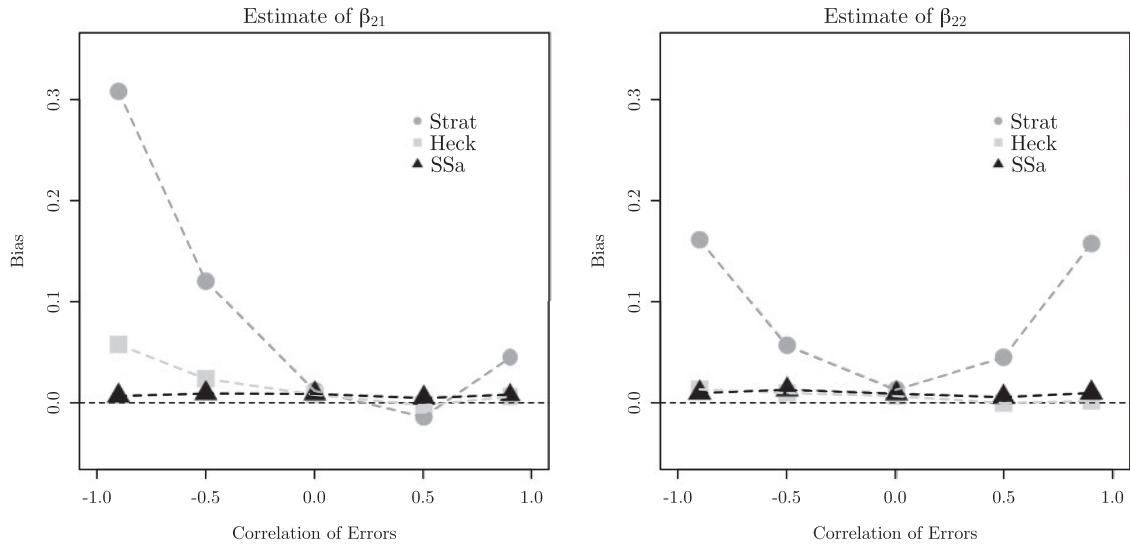 Estimate of β21
0.3
0.2
0.1
0.0
Bias
Strat
Heck
SSa
-1.0 -0.5 0.0 0.5 1.0
Correlation of Errors
Estimate of β22
0.3
0.2
0.1
0.0
Bias
Strat
Heck
SSa
-1.0 -0.5 0.0 0.5 1.0
Correlation of Errors